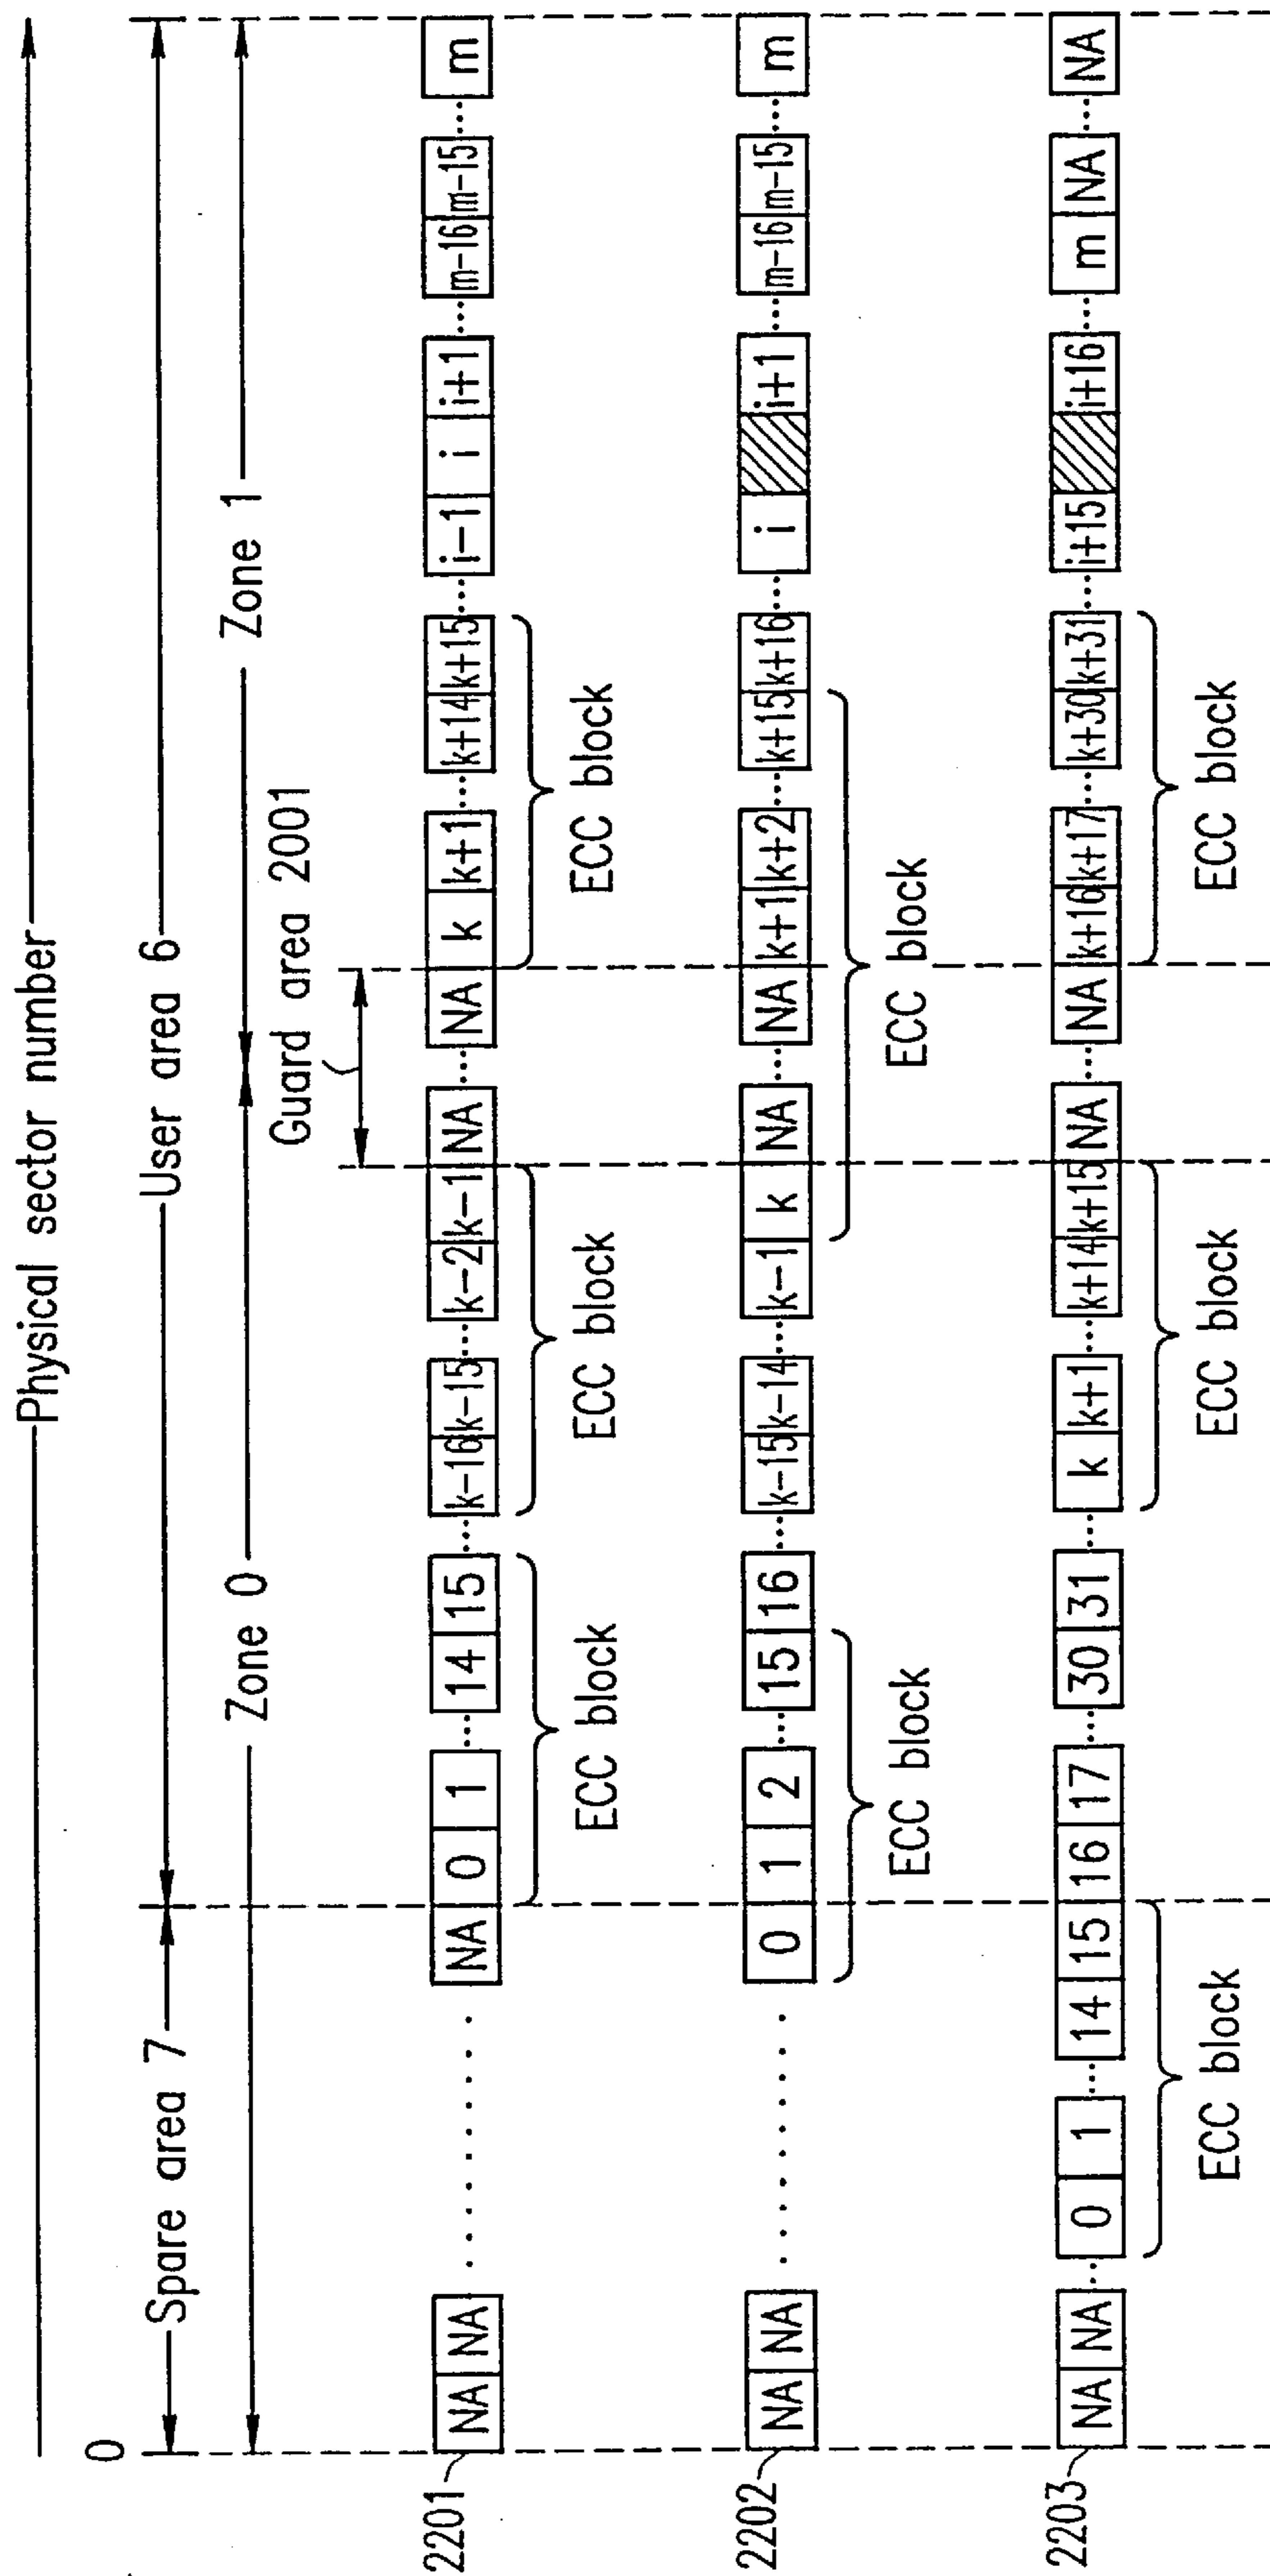 Physical sector number
0
Spare area 7
User area 6
Zone 0
Zone 1
Guard area 2001
2201
NA NA NA 0 1 14 15 k-16 k-15 k-2 k-1 NA NA k k+1 k+14 k+15 i-1 i i+1 m-16 m-15 m
ECC block ECC block ECC block
2202
NA NA 0 1 2 15 16 k-15 k-14 k-1 k NA NA k+1 k+2 k+15 k+16 i i+1 m-16 m-15 m
ECC block ECC block
2203
NA NA 0 1 14 15 16 17 30 31 k k+1 k+14 k+15 NA NA k+16 k+17 k+30 k+31 i+15 i+16 m NA NA
ECC block ECC block ECC block